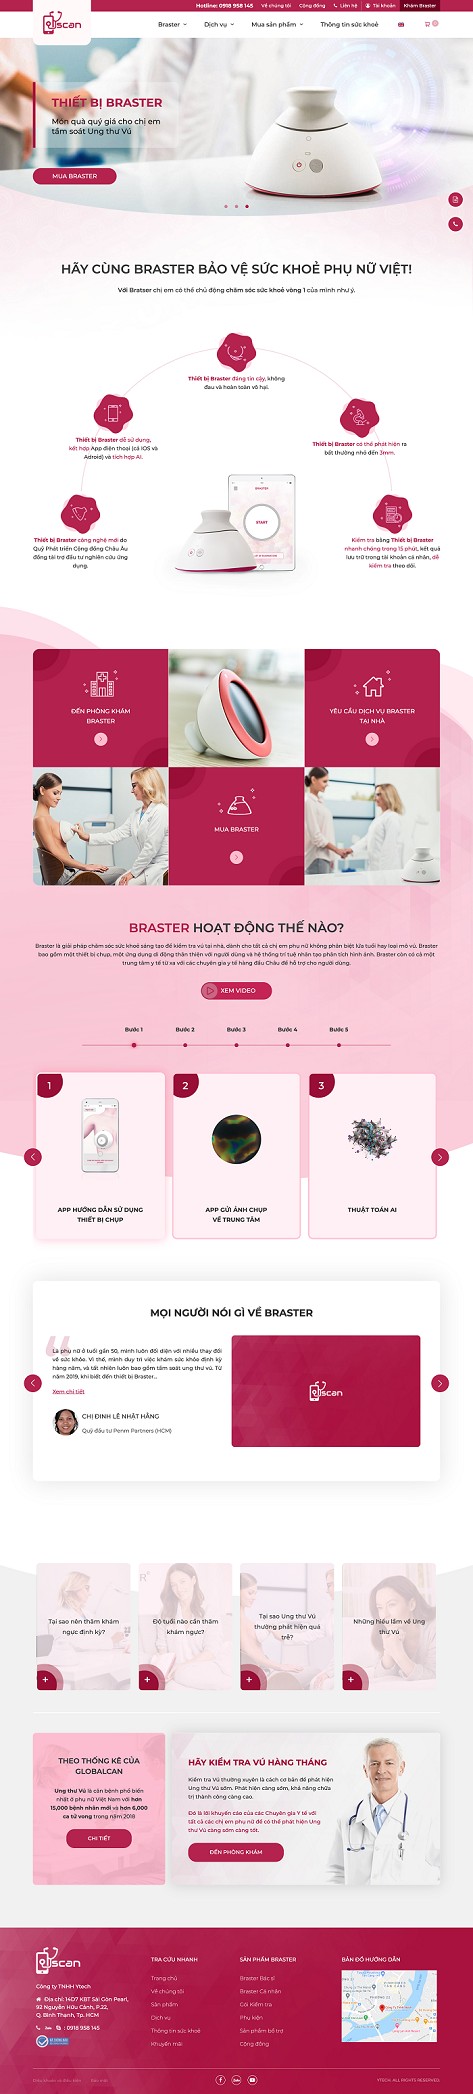 Hotline: 0918 958 145
Về chúng tôi
Cộng đồng
Liên hệ
Tài khoản
Khám Braster
scan
Braster
Dịch vụ
Mua sản phẩm
Thông tin sức khoẻ
THIẾT BỊ BRASTER
Món quà quý giá cho chị em
tầm soát Ung thư Vú
MUA BRASTER
HÃY CÙNG BRASTER BẢO VỆ SỨC KHOẺ PHỤ NỮ VIỆT!
Với Bratser chị em có thể chủ động chăm sóc sức khoẻ vòng 1 của mình như ý.
Thiết bị Braster đáng tin cậy, không
đau và hoàn toàn vô hại.
Thiết bị Braster dễ sử dụng,
kết hợp App điện thoại (cả IOS và
Adroid) và tích hợp AI.
Thiết bị Braster có thể phát hiện ra
bất thường nhỏ đến 3mm.
BRASTER
START
Thiết bị Braster công nghệ mới do
Quỹ Phát triển Cộng đồng Châu Âu
đồng tài trợ đầu tư nghiên cứu ứng
dụng.
Kiểm tra bằng Thiết bị Braster
nhanh chóng trong 15 phút, kết quả
lưu trữ trong tài khoản cá nhân, dễ
kiểm tra theo dõi.
ĐẾN PHÒNG KHÁM
BRASTER
YÊU CẦU DỊCH VỤ BRASTER
TẠI NHÀ
MUA BRASTER
BRASTER HOẠT ĐỘNG THẾ NÀO?
Braster là giải pháp chăm sóc sức khoẻ sáng tạo để kiểm tra vú tại nhà, dành cho tất cả chị em phụ nữ không phân biệt lứa tuổi hay loại mô vú. Braster
bao gồm một thiết bị chụp, một ứng dụng di động thân thiện với người dùng và hệ thống trí tuệ nhân tạo phân tích hình ảnh. Braster còn có cả một
trung tâm y tế từ xa với các chuyên gia y tế hàng đầu Châu để hỗ trợ cho người dùng.
XEM VIDEO
Bước 1
Bước 2
Bước 3
Bước 4
Bước 5
1
2
3
APP HƯỚNG DẪN SỬ DỤNG
THIẾT BỊ CHỤP
APP GỬI ẢNH CHỤP
VỀ TRUNG TÂM
THUẬT TOÁN AI
MỌI NGƯỜI NÓI GÌ VỀ BRASTER
Là phụ nữ ở tuổi gần 50, mình luôn đối diện với nhiều thay đổi
về sức khỏe. Vì thế, mình duy trì việc khám sức khỏe định kỳ
hàng năm, và tất nhiên luôn bao gồm tầm soát ung thư vú. Từ
năm 2019, khi biết đến thiết bị Braster...
Xem chi tiết
CHỊ ĐINH LÊ NHẬT HẰNG
Quỹ đầu tư Penm Partners (HCM)
scan
Tại sao nên thăm khám
ngực định kỳ?
Độ tuổi nào cần thăm
khám ngực?
Tại sao Ung thư Vú
thường phát hiện quá
trễ?
Những hiểu lầm về Ung
thư Vú
THEO THỐNG KÊ CỦA
GLOBALCAN
Ung thư Vú là căn bệnh phổ biến
nhất ở phụ nữ Việt Nam với hơn
15,000 bệnh nhân mới và hơn 6,000
ca tử vong trong năm 2018
CHI TIẾT
HÃY KIỂM TRA VÚ HÀNG THÁNG
Kiểm tra Vú thường xuyên là cách cơ bản để phát hiện
Ung thư Vú sớm. Phát hiện càng sớm, khả năng chữa
trị thành công càng cao.
Đó là lời khuyến cáo của các Chuyên gia Y tế với
tất cả các chị em phụ nữ để có thể phát hiện Ung
thư Vú càng sớm càng tốt.
ĐẾN PHÒNG KHÁM
scan
Công ty TNHH Ytech
Địa chỉ: 14D7 KBT Sài Gòn Pearl,
92 Nguyễn Hữu Cảnh, P.22,
Q. Bình Thạnh, Tp. HCM
: 0918 958 145
TRA CỨU NHANH
Trang chủ
Về chúng tôi
Sản phẩm
Dịch vụ
Thông tin sức khoẻ
Khuyến mãi
SẢN PHẨM BRASTER
Braster Bác sĩ
Braster Cá nhân
Gói kiểm tra
Phụ kiện
Sản phẩm bổ trợ
Cộng đồng
BẢN ĐỒ HƯỚNG DẪN
YTECH. ALL RIGHTS RESERVED.